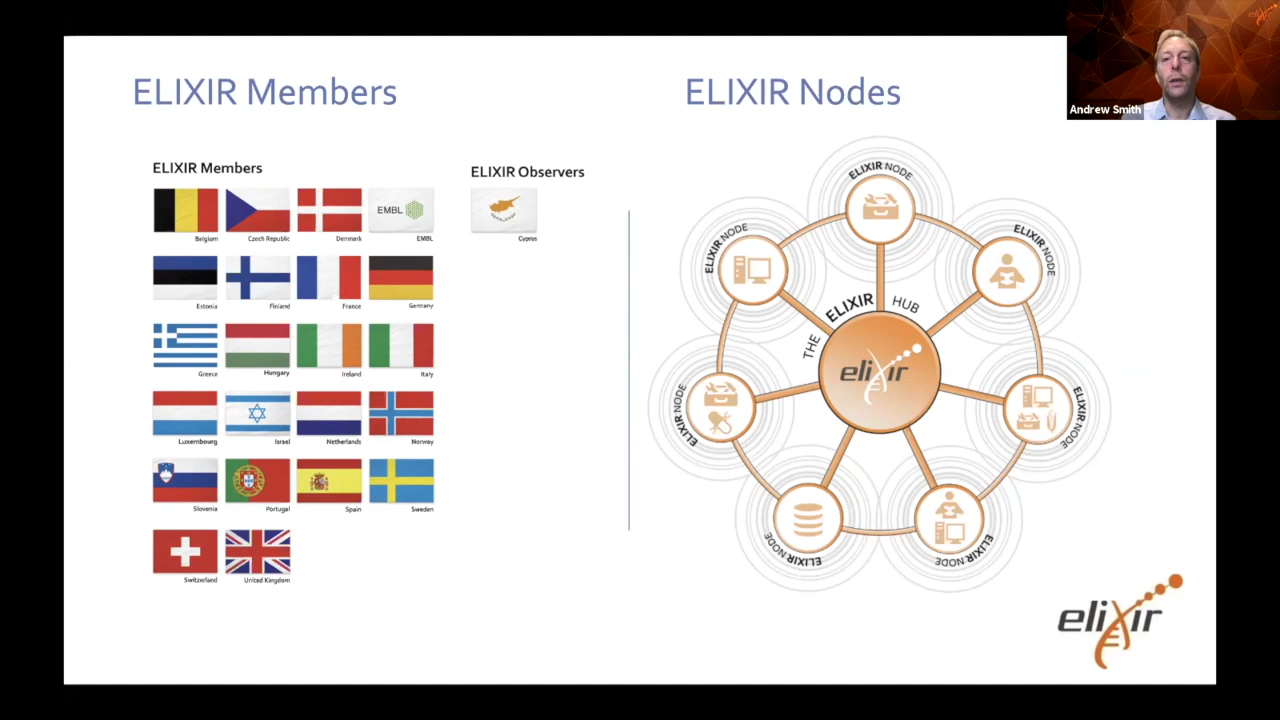 ELIXIR Members
ELIXIR Nodes
elixir
Andrew Smith
ELIXIR Members
ELIXIR Observers
EMBL
Belgium
Czech Republic
Denmark
EMBL
Cyprus
Estonia
Finland
France
Germany
Greece
Hungary
Ireland
Italy
Luxembourg
Israel
Netherlands
Norway
Slovenia
Portugal
Spain
Sweden
Switzerland
United Kingdom
ELIXIR NODE
ELIXIR NODE
ELIXIR NODE
THE ELIXIR HUB
elixir
ELIXIR NODE
ELIXIR NODE
ELIXIR NODE
ELIXIR NODE
elixir